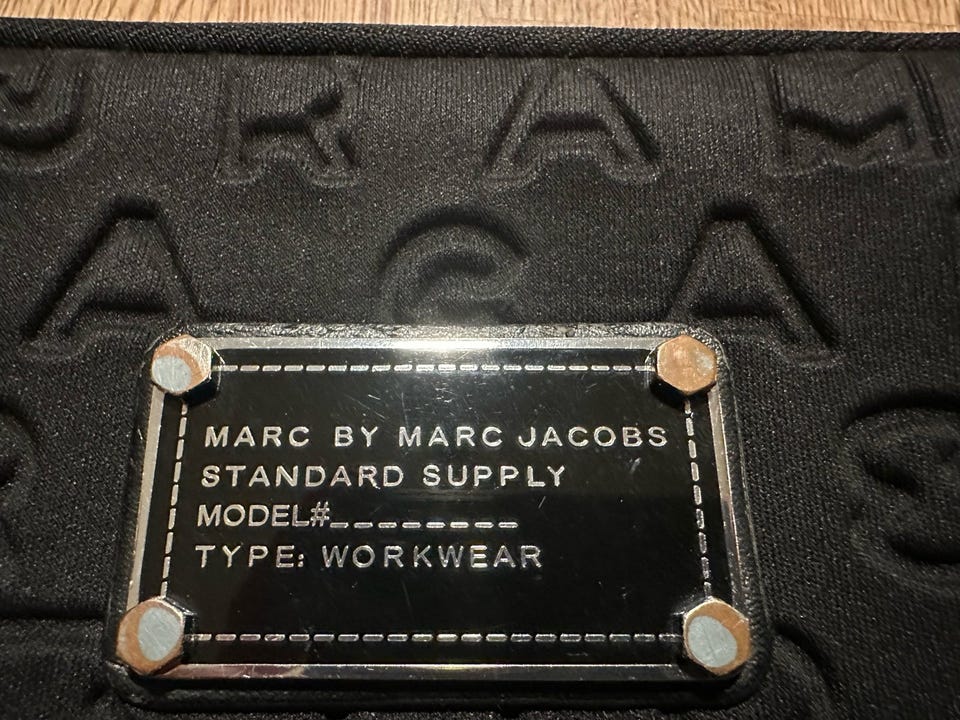 MARC BY MARC JACOBS
STANDARD SUPPLY
MODEL#________
TYPE: WORKWEAR